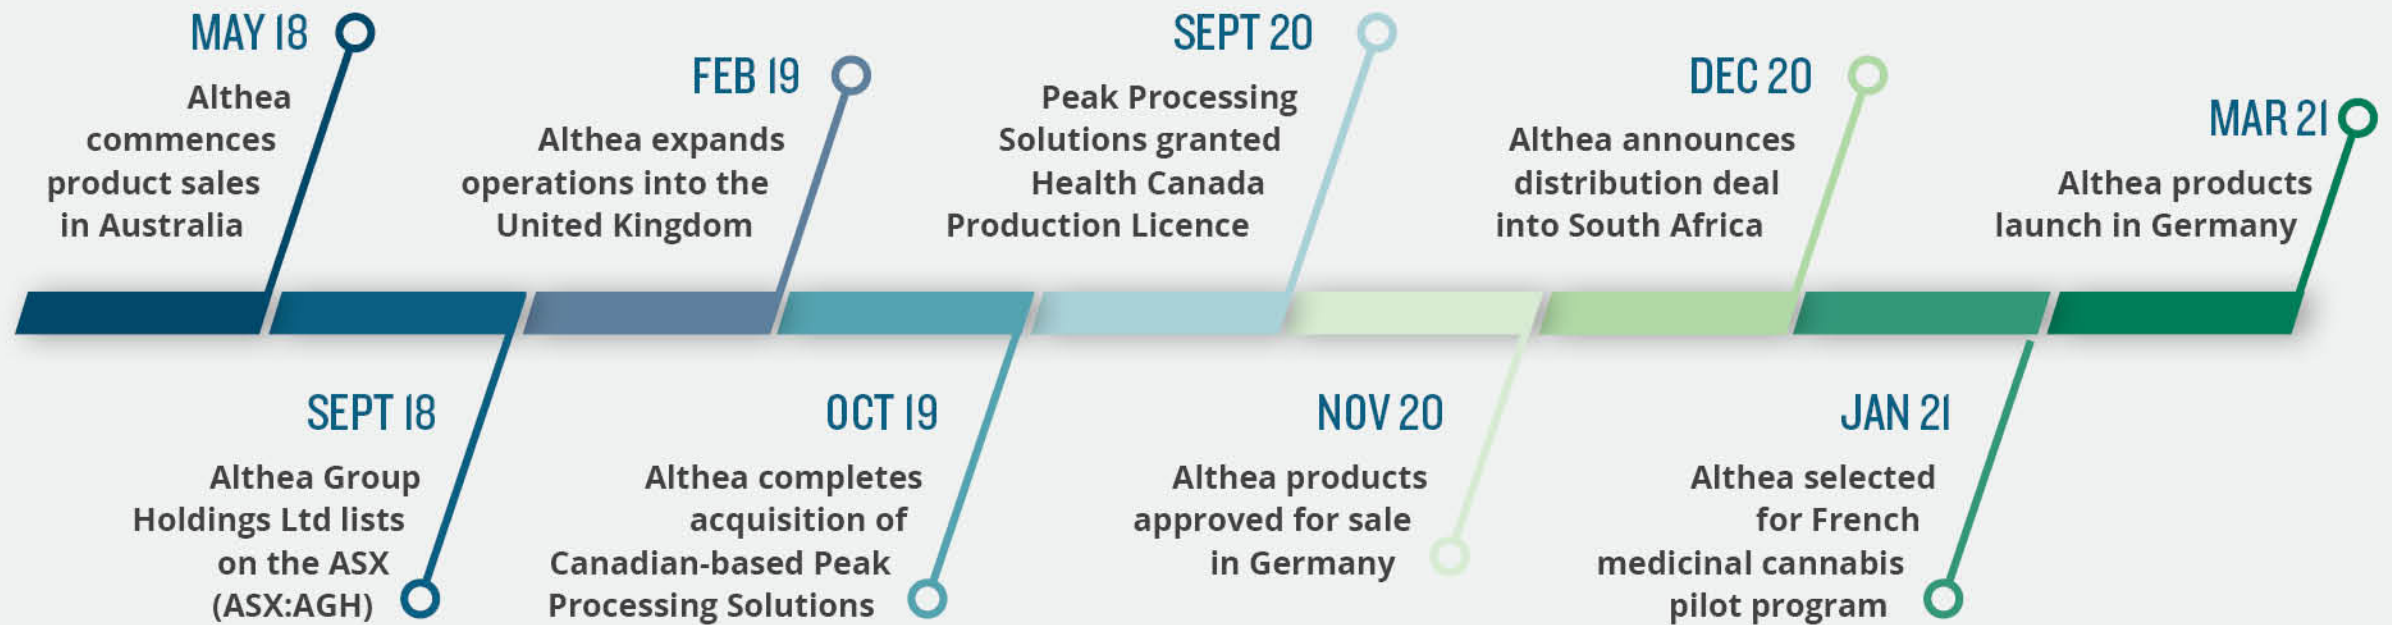 MAY 18
Althea
commences
product sales
in Australia
SEPT 18
Althea Group
Holdings Ltd lists
on the ASX
(ASX:AGH)
FEB 19
Althea expands
operations into the
United Kingdom
OCT 19
Althea completes
acquisition of
Canadian-based Peak
Processing Solutions
SEPT 20
Peak Processing
Solutions granted
Health Canada
Production Licence
NOV 20
Althea products
approved for sale
in Germany
DEC 20
Althea announces
distribution deal
into South Africa
JAN 21
Althea selected
for French
medicinal cannabis
pilot program
MAR 21
Althea products
launch in Germany